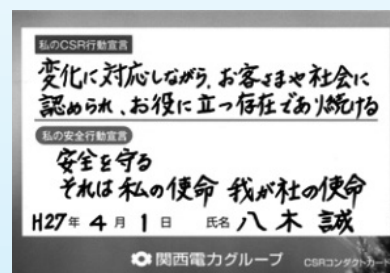 私のCSR行動宣言
変化に対応しながら、お客さまや社会に
認められ、お役に立つ存在であり続ける
私の安全行動宣言
安全を守る
それは私の使命 我が社の使命
H27年 4月 1日 氏名 八木 誠
関西電力グループ CSRコンタクトカード